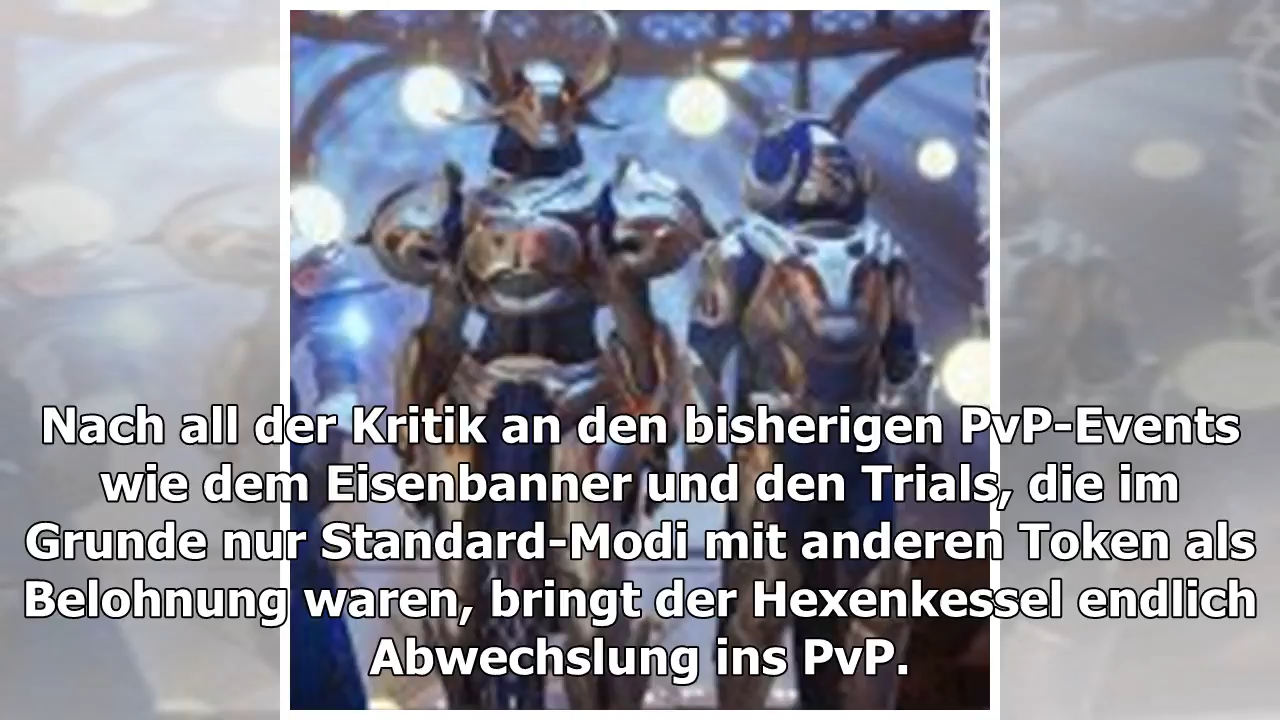 Nach all der Kritik an den bisherigen PvP-Events
wie dem Eisenbanner und den Trials, die im
Grunde nur Standard-Modi mit anderen Token als
Belohnung waren, bringt der Hexenkessel endlich
Abwechslung ins PvP.